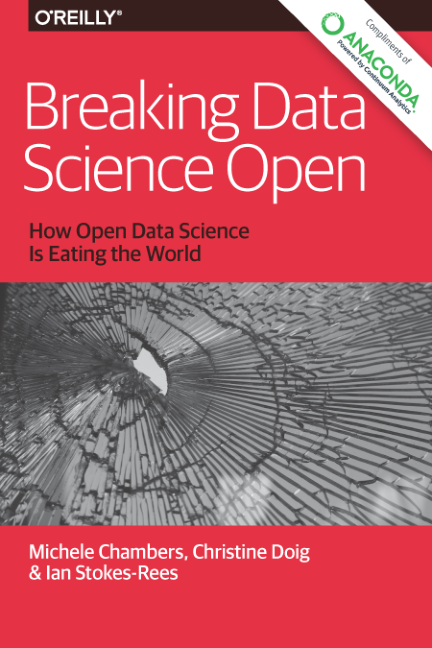 O'REILLY®
Compliments of
ANACONDA®
Powered by Continuum Analytics
Breaking Data
Science Open
How Open Data Science
Is Eating the World
Michele Chambers, Christine Doig
& Ian Stokes-Rees